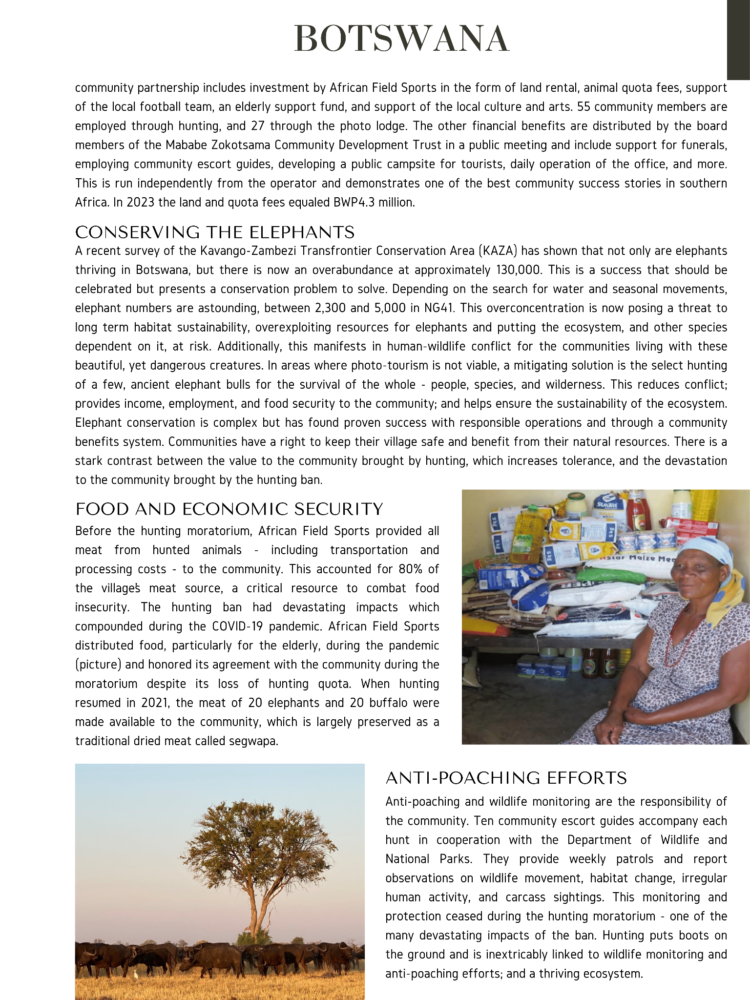 BOTSWANA
community partnership includes investment by African Field Sports in the form of land rental, animal quota fees, support
of the local football team, an elderly support fund, and support of the local culture and arts. 55 community members are
employed through hunting, and 27 through the photo lodge. The other financial benefits are distributed by the board
members of the Mababe Zokotsama Community Development Trust in a public meeting and include support for funerals,
employing community escort guides, developing a public campsite for tourists, daily operation of the office, and more.
This is run independently from the operator and demonstrates one of the best community success stories in southern
Africa. In 2023 the land and quota fees equaled BWP4.3 million.
CONSERVING THE ELEPHANTS
A recent survey of the Kavango-Zambezi Transfrontier Conservation Area (KAZA) has shown that not only are elephants
thriving in Botswana, but there is now an overabundance at approximately 130,000. This is a success that should be
celebrated but presents a conservation problem to solve. Depending on the search for water and seasonal movements,
elephant numbers are astounding, between 2,300 and 5,000 in NG41. This overconcentration is now posing a threat to
long term habitat sustainability, overexploiting resources for elephants and putting the ecosystem, and other species
dependent on it, at risk. Additionally, this manifests in human-wildlife conflict for the communities living with these
beautiful, yet dangerous creatures. In areas where photo-tourism is not viable, a mitigating solution is the select hunting
of a few, ancient elephant bulls for the survival of the whole - people, species, and wilderness. This reduces conflict;
provides income, employment, and food security to the community; and helps ensure the sustainability of the ecosystem.
Elephant conservation is complex but has found proven success with responsible operations and through a community
benefits system. Communities have a right to keep their village safe and benefit from their natural resources. There is a
stark contrast between the value to the community brought by hunting, which increases tolerance, and the devastation
to the community brought by the hunting ban.
FOOD AND ECONOMIC SECURITY
Before the hunting moratorium, African Field Sports provided all
meat from hunted animals - including transportation and
processing costs - to the community. This accounted for 80% of
the village's meat source, a critical resource to combat food
insecurity. The hunting ban had devastating impacts which
compounded during the COVID-19 pandemic. African Field Sports
distributed food, particularly for the elderly, during the pandemic
(picture) and honored its agreement with the community during the
moratorium despite its loss of hunting quota. When hunting
resumed in 2021, the meat of 20 elephants and 20 buffalo were
made available to the community, which is largely preserved as a
traditional dried meat called segwapa.
SUKIRI
PAN
5 kg
5 kg
5 kg
Star Maize Mea
ANTI-POACHING EFFORTS
Anti-poaching and wildlife monitoring are the responsibility of
the community. Ten community escort guides accompany each
hunt in cooperation with the Department of Wildlife and
National Parks. They provide weekly patrols and report
observations on wildlife movement, habitat change, irregular
human activity, and carcass sightings. This monitoring and
protection ceased during the hunting moratorium - one of the
many devastating impacts of the ban. Hunting puts boots on
the ground and is inextricably linked to wildlife monitoring and
anti-poaching efforts; and a thriving ecosystem.